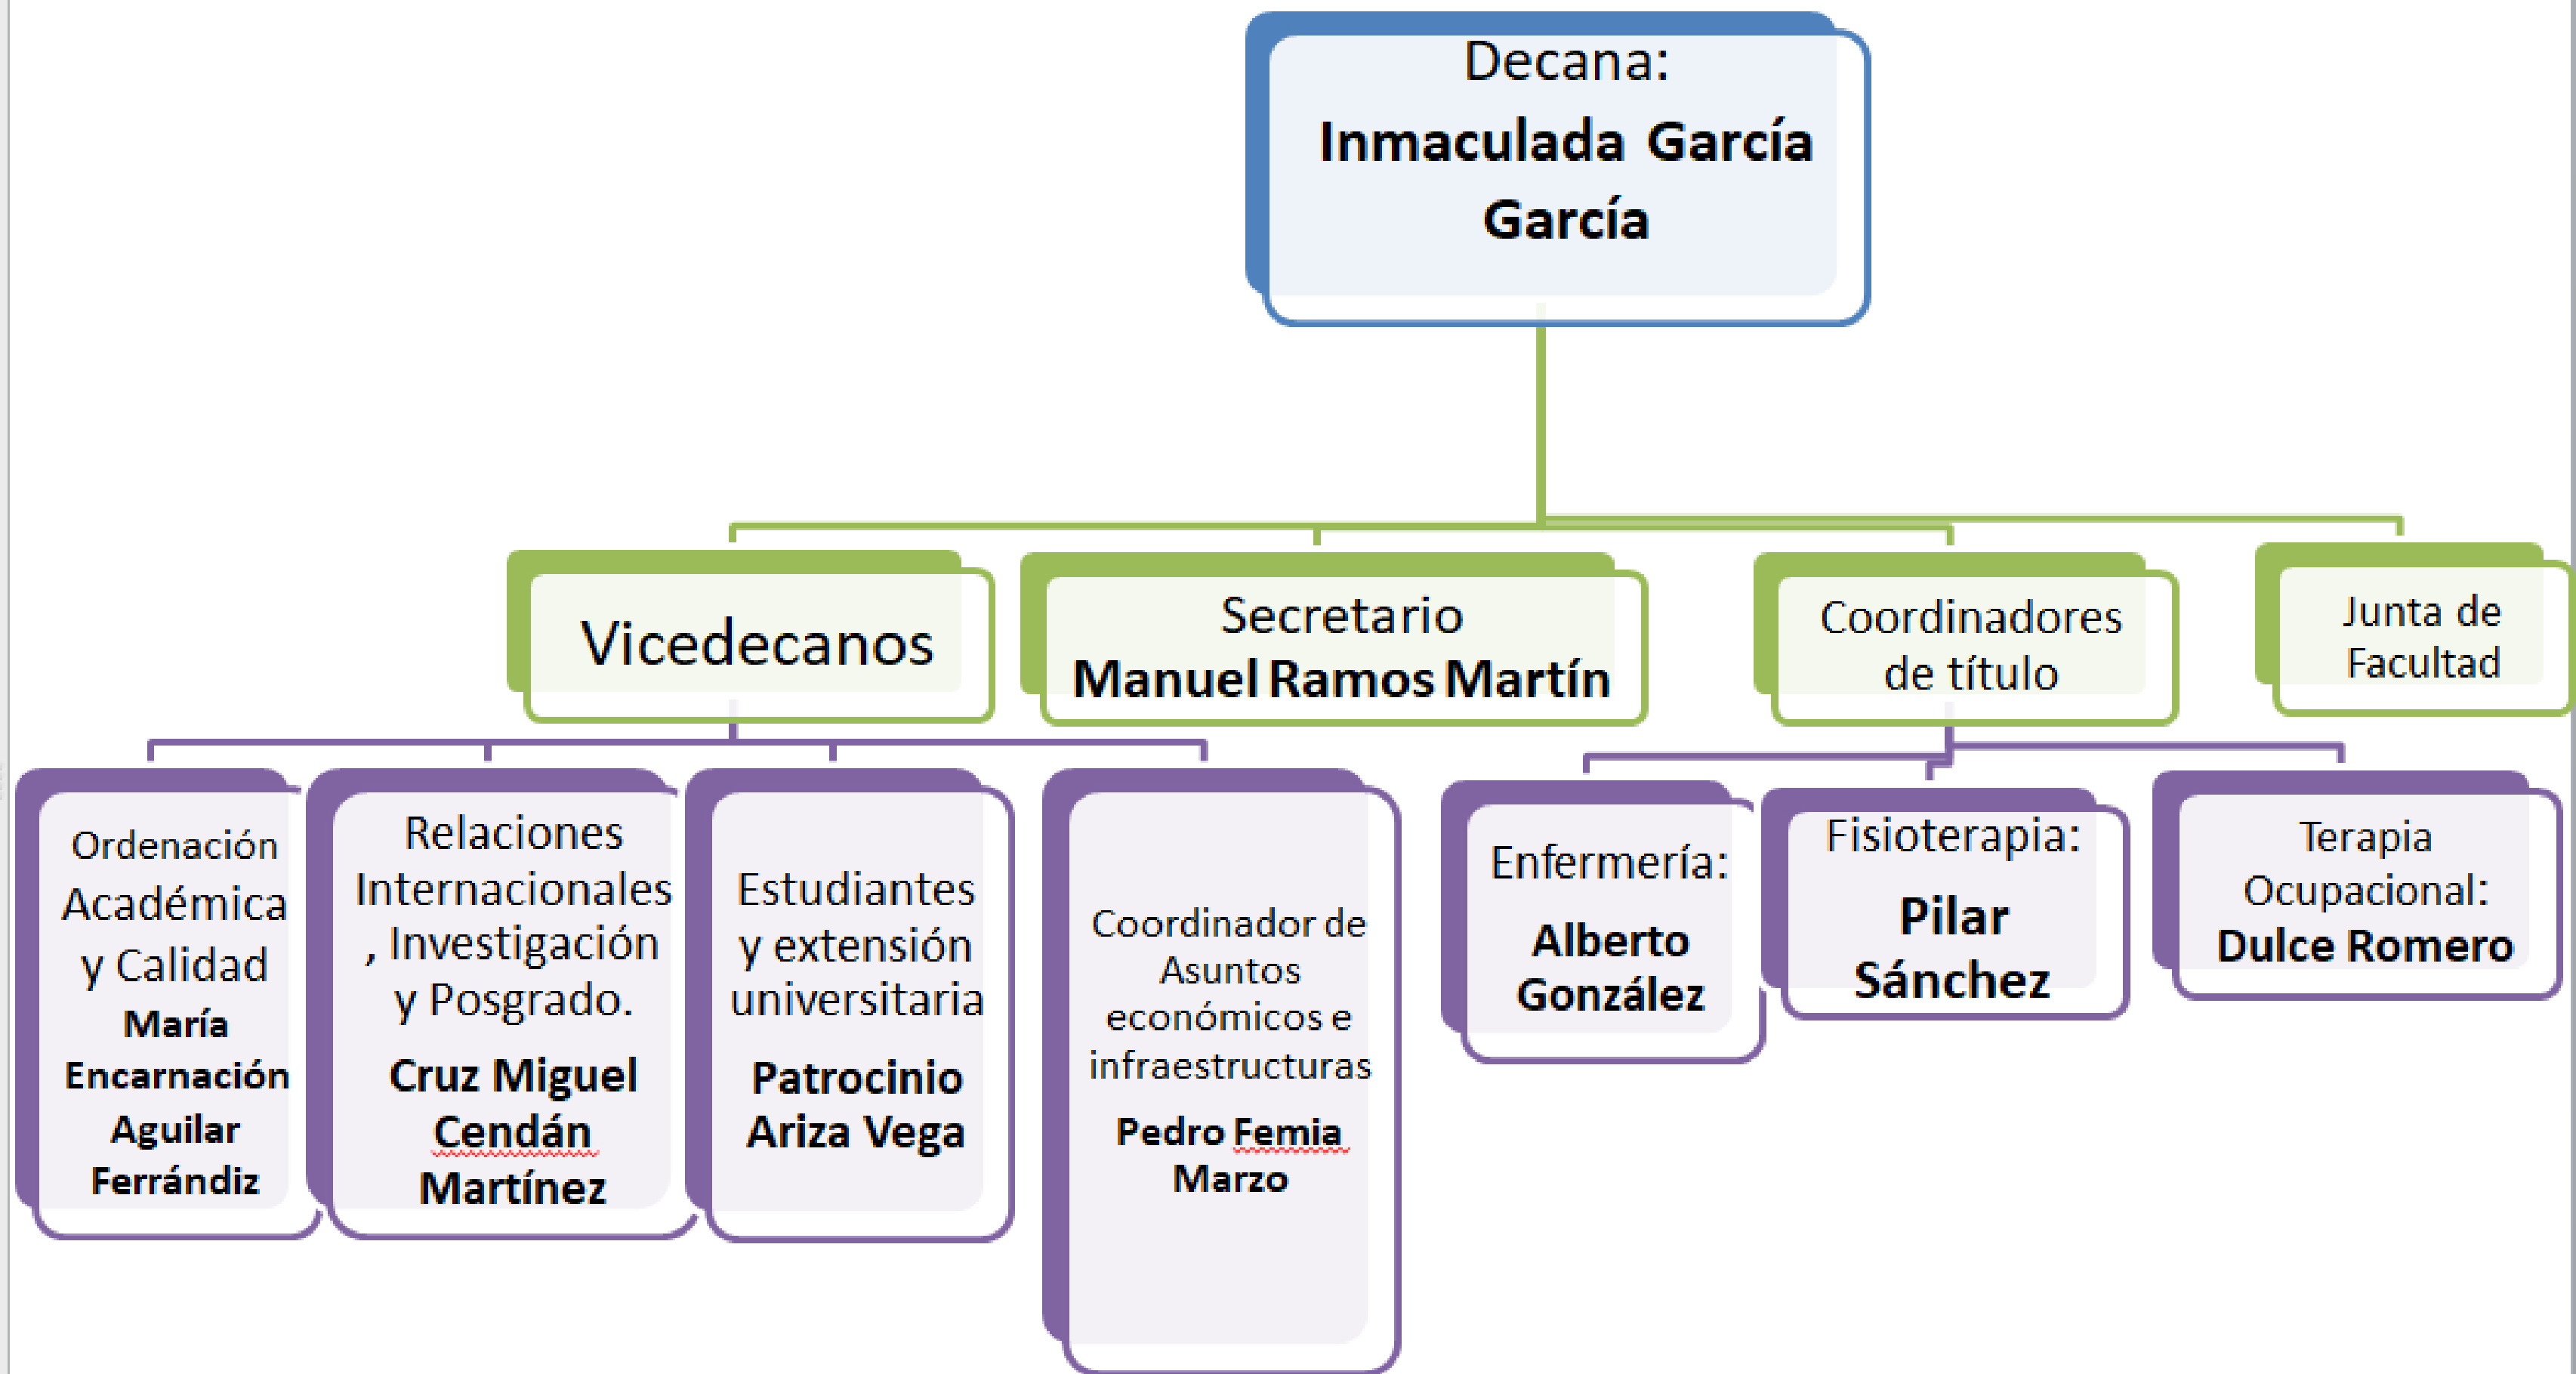 Decana:
Inmaculada García
García
Vicedecanos
Secretario
Manuel Ramos Martín
Coordinadores
de título
Junta de
Facultad
Ordenación
Académica
y Calidad
María
Encarnación
Aguilar
Ferrándiz
Relaciones
Internacionales
, Investigación
y Posgrado.
Cruz Miguel
Cendán
Martínez
Estudiantes
y extensión
universitaria
Patrocinio
Ariza Vega
Coordinador de
Asuntos
económicos e
infraestructuras
Pedro Femia
Marzo
Enfermería:
Alberto
González
Fisioterapia:
Pilar
Sánchez
Terapia
Ocupacional:
Dulce Romero